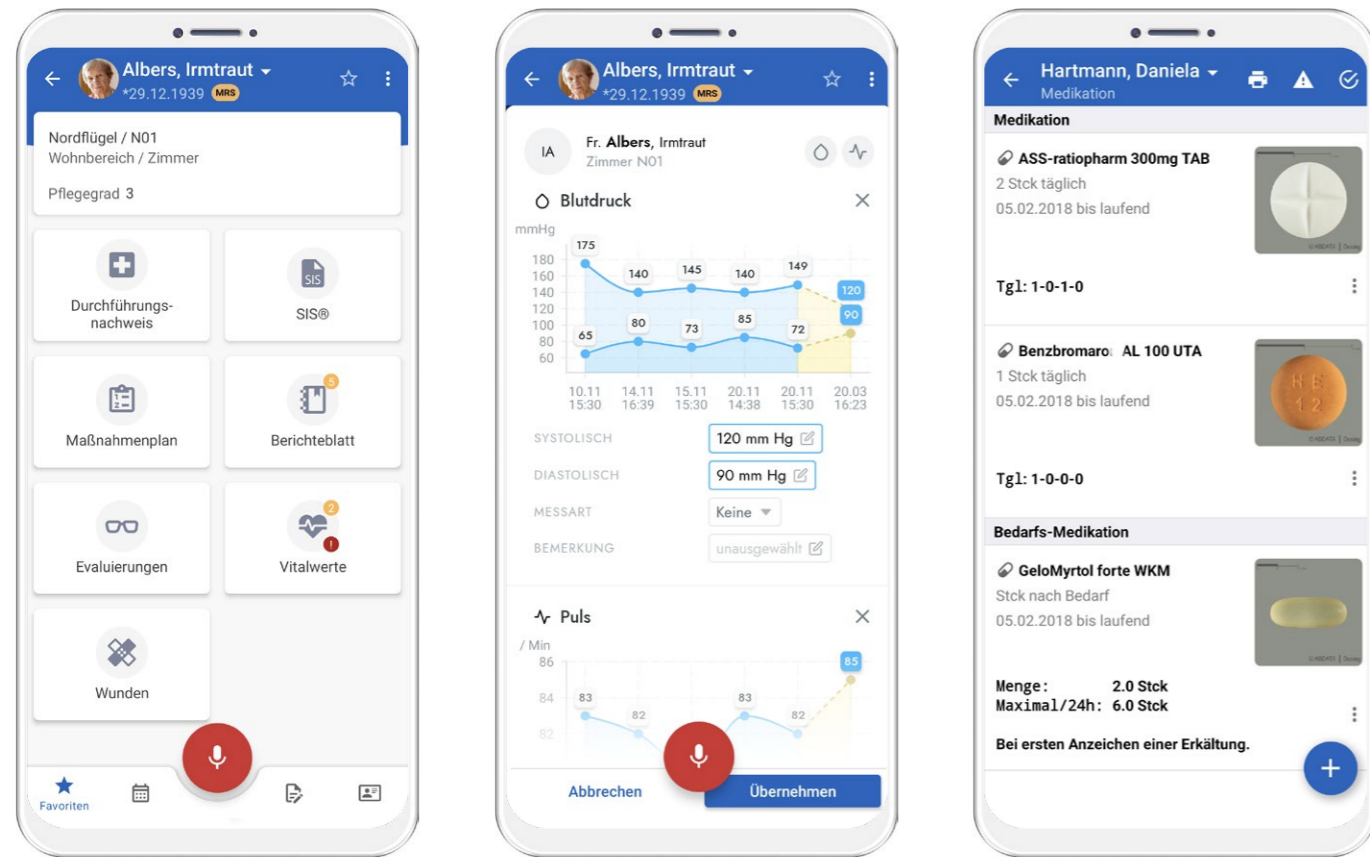 Albers, Irmtraut
*29.12.1939 MRS
Nordflügel / N01
Wohnbereich / Zimmer
Pflegegrad 3
Durchführungs-
nachweis
SIS
SIS®
Maßnahmenplan
5
Berichteblatt
Evaluierungen
2
Vitalwerte
Wunden
Favoriten
Albers, Irmtraut
*29.12.1939 MRS
IA
Fr. Albers, Irmtraut
Zimmer N01
Blutdruck
mmHg
180
160
140
120
100
80
60
175 140 145 140 149 120
65 80 73 85 72 90
10.11 14.11 15.11 20.11 20.11 20.03
15:30 16:39 15:30 14:38 15:30 16:23
SYSTOLISCH 120 mm Hg
DIASTOLISCH 90 mm Hg
MESSART Keine
BEMERKUNG unausgewählt
Puls
/ Min
86
84
82
83 82 83 82 85
Abbrechen Übernehmen
Hartmann, Daniela
Medikation
Medikation
ASS-ratiopharm 300mg TAB
2 Stck täglich
05.02.2018 bis laufend
Tgl: 1-0-1-0
Benzbromaro AL 100 UTA
1 Stck täglich
05.02.2018 bis laufend
Tgl: 1-0-0-0
Bedarfs-Medikation
GeloMyrtol forte WKM
Stck nach Bedarf
05.02.2018 bis laufend
Menge: 2.0 Stck
Maximal/24h: 6.0 Stck
Bei ersten Anzeichen einer Erkältung.